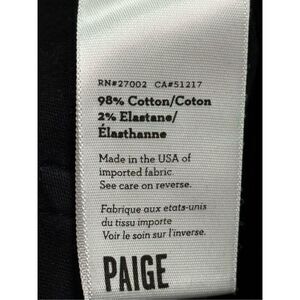 RN#27002 CA#51217
98% Cotton/Coton
2% Elastane/
Élasthanne
Made in the USA of
imported fabric
See care on reverse.
Fabrique aux etats-unis
du tissu importe
Voir le soin sur l'inverse.
PAIGE